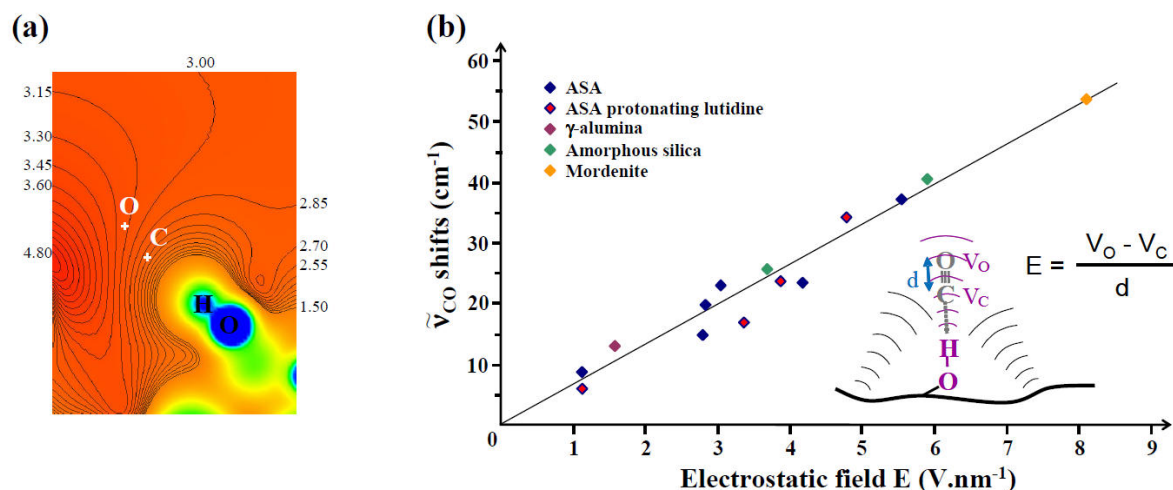 (a)
3.00
3.15
3.30
3.45
3.60
4.80
O
C
H
O
2.85
2.70
2.55
1.50
(b)
ν̃CO shifts (cm⁻¹)
60
50
40
30
20
10
0
1 2 3 4 5 6 7 8 9
Electrostatic field E (V.nm⁻¹)
ASA
ASA protonating lutidine
γ-alumina
Amorphous silica
Mordenite
O VO
d
C VC
H
O
E = VO - VC
d